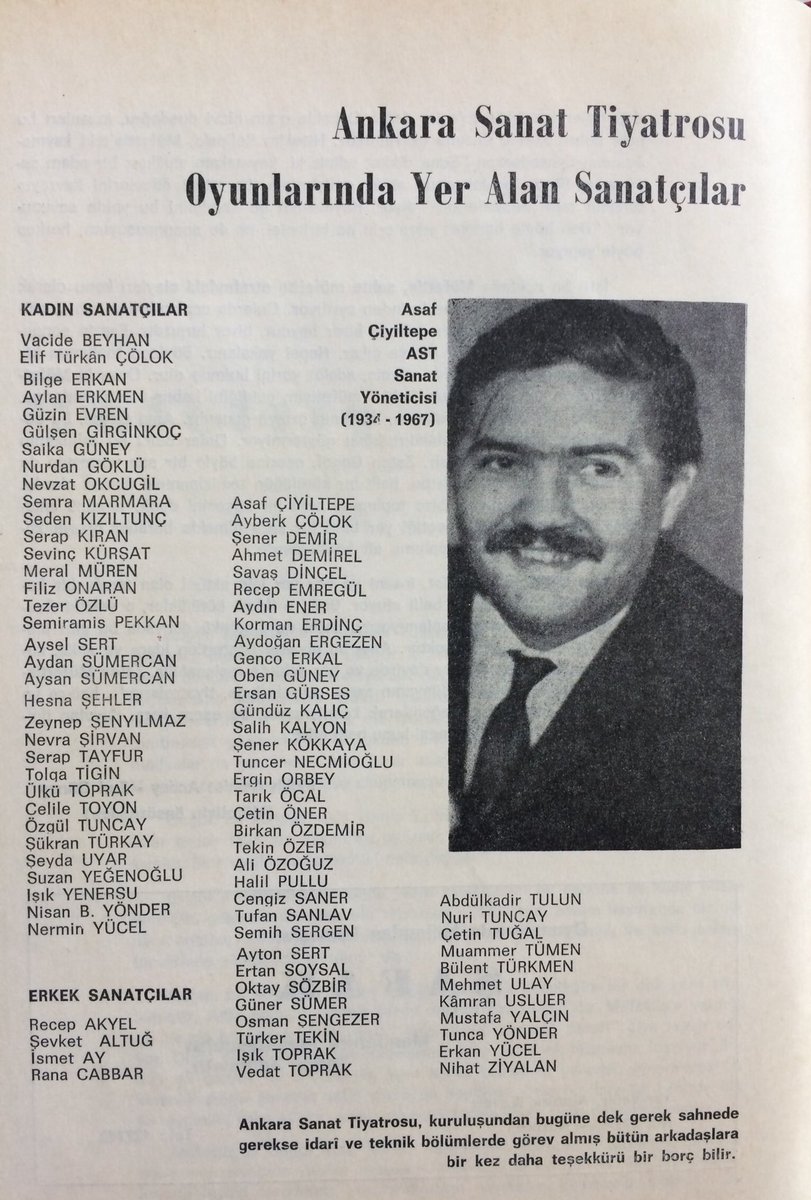 Ankara Sanat Tiyatrosu
Oyunlarında Yer Alan Sanatçılar
KADIN SANATÇILAR
Vacide BEYHAN
Elif Türkân ÇÖLOK
Bilge ERKAN
Aylan ERKMEN
Güzin EVREN
Gülşen GİRGİNKOÇ
Saika GÜNEY
Nurdan GÖKLÜ
Nevzat OKCUGİL
Semra MARMARA
Seden KIZILTUNÇ
Serap KIRAN
Sevinç KÜRŞAT
Meral MÜREN
Filiz ONARAN
Tezer ÖZLÜ
Semiramis PEKKAN
Aysel SERT
Aydan SÜMERCAN
Aysan SÜMERCAN
Hesna ŞEHLER
Zeynep ŞENYILMAZ
Nevra ŞİRVAN
Serap TAYFUR
Tolga TİGİN
Ülkü TOPRAK
Celile TOYON
Özgül TUNCAY
Şükran TÜRKAY
Şeyda UYAR
Suzan YEĞENOĞLU
Işık YENERSU
Nisan B. YÖNDER
Nermin YÜCEL
ERKEK SANATÇILAR
Recep AKYEL
Şevket ALTUĞ
İsmet AY
Rana CABBAR
Asaf ÇİYİLTEPE
Ayberk ÇÖLOK
Şener DEMİR
Ahmet DEMİREL
Savaş DİNÇEL
Recep EMREGÜL
Aydın ENER
Korman ERDİNÇ
Aydoğan ERGEZEN
Genco ERKAL
Oben GÜNEY
Ersan GÜRSES
Gündüz KALIÇ
Salih KALYON
Şener KÖKKAYA
Tuncer NECMİOĞLU
Ergin ORBEY
Tarık ÖCAL
Çetin ÖNER
Birkan ÖZDEMİR
Tekin ÖZER
Ali ÖZOĞUZ
Halil PULLU
Cengiz SANER
Tufan SANLAV
Semih SERGEN
Ayton SERT
Ertan SOYSAL
Oktay SÖZBİR
Güner SÜMER
Osman ŞENGEZER
Türker TEKİN
Işık TOPRAK
Vedat TOPRAK
Abdülkadir TULUN
Nuri TUNCAY
Çetin TUĞAL
Muammer TÜMEN
Bülent TÜRKMEN
Mehmet ULAY
Kâmran USLUER
Mustafa YALÇIN
Tunca YÖNDER
Erkan YÜCEL
Nihat ZİYALAN
Asaf
Çiyiltepe
AST
Sanat
Yöneticisi
(1934 - 1967)
Ankara Sanat Tiyatrosu, kuruluşundan bugüne dek gerek sahnede
gerekse idarî ve teknik bölümlerde görev almış bütün arkadaşlara
bir kez daha teşekkürü bir borç bilir.